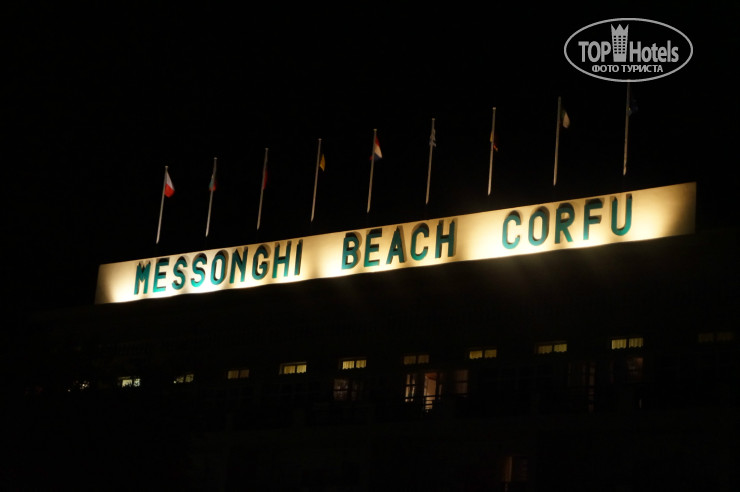 TOP Hotels
ФОТО ТУРИСТА
MESSONGHI BEACH CORFU